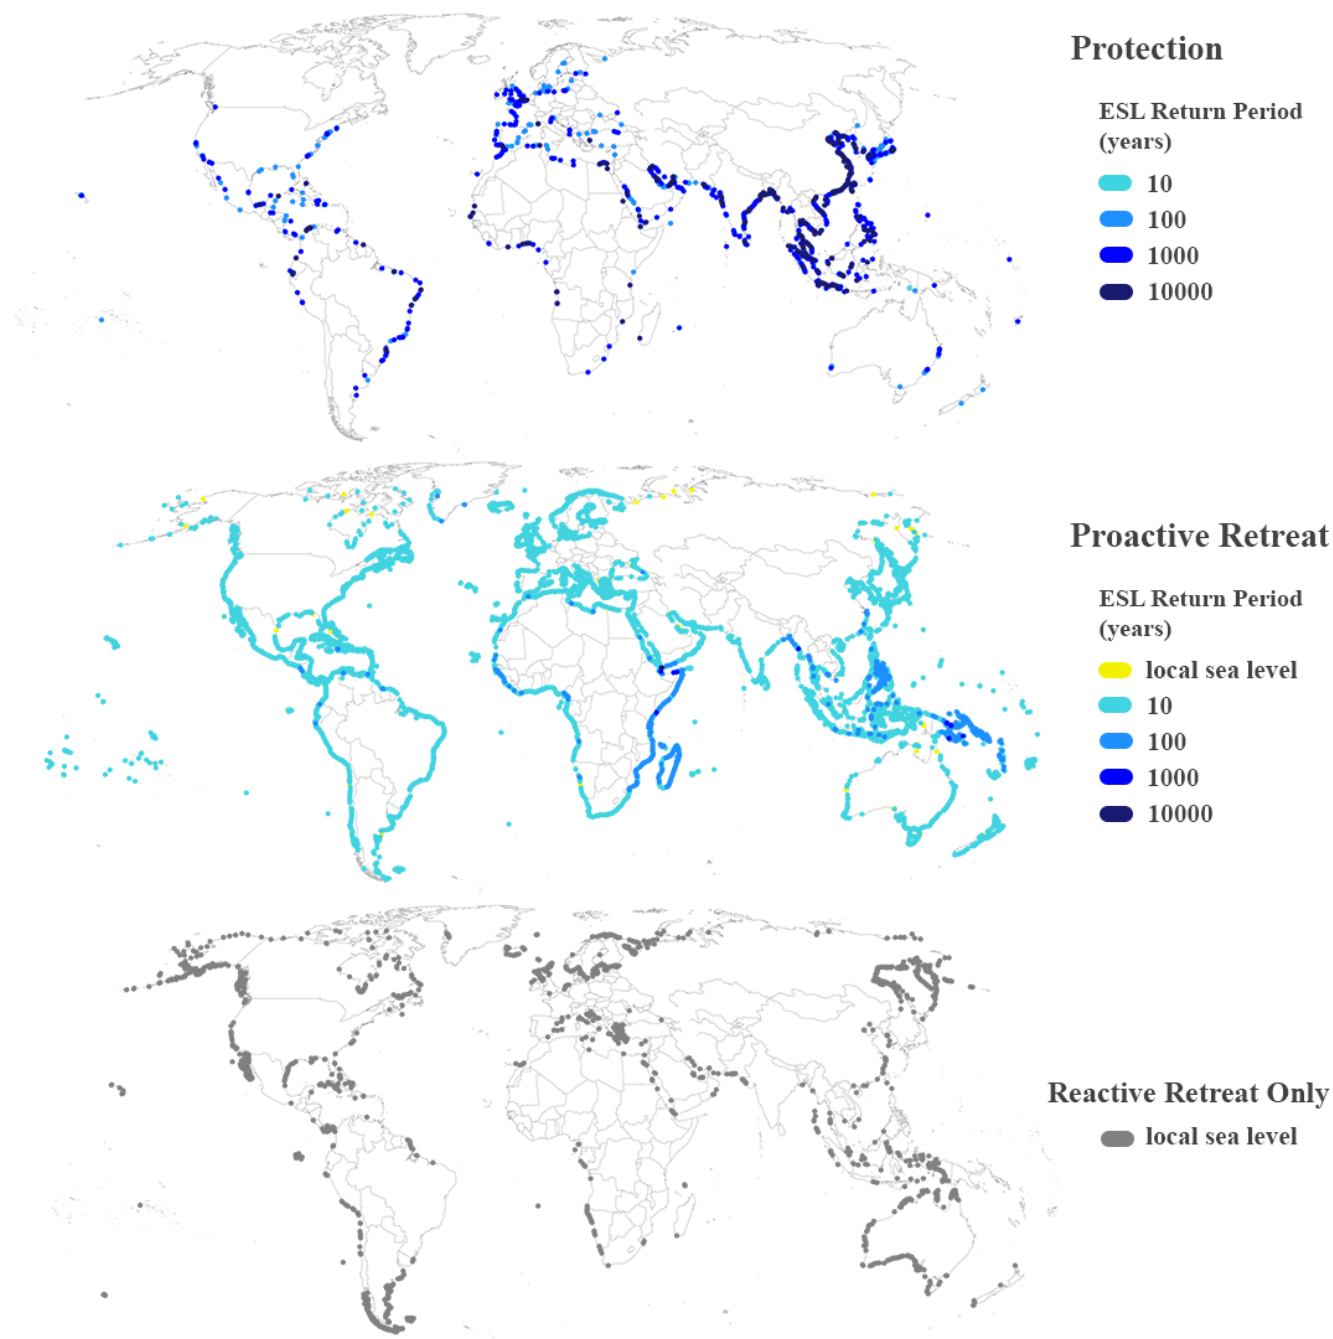 Protection
ESL Return Period
(years)
10
100
1000
10000
Proactive Retreat
ESL Return Period
(years)
local sea level
10
100
1000
10000
Reactive Retreat Only
local sea level